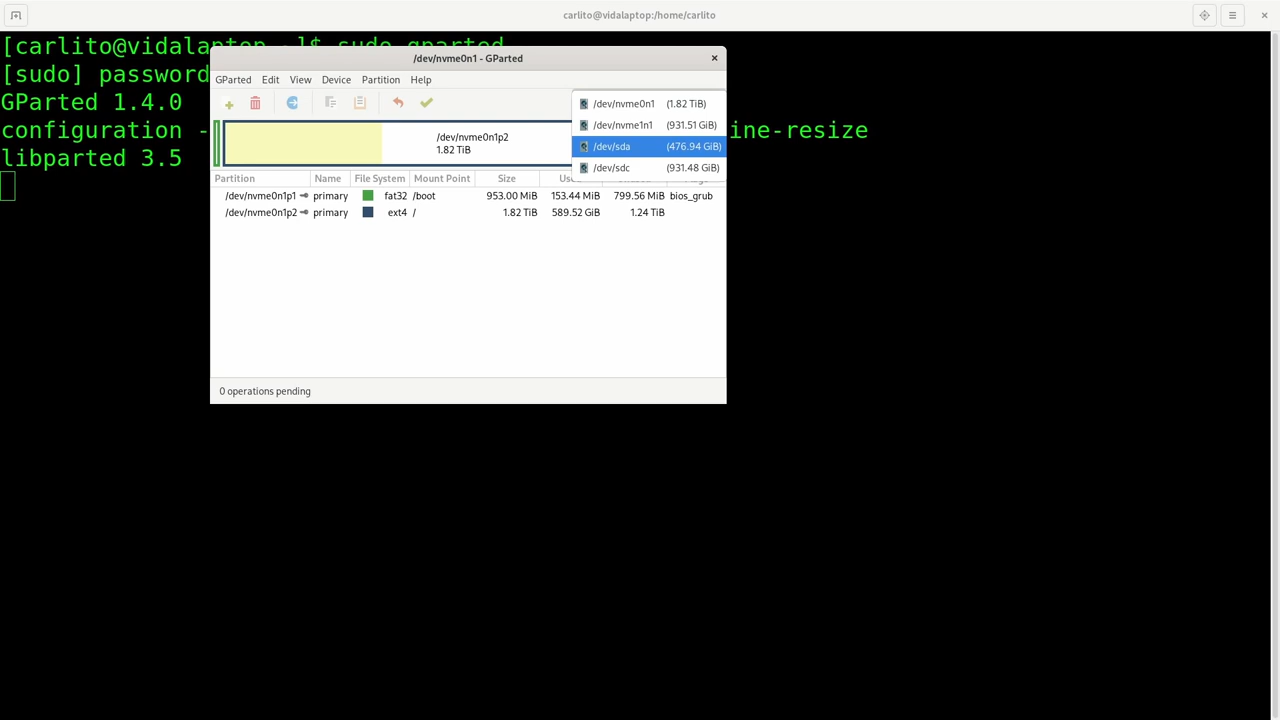 carlito@vidalaptop:/home/carlito
[carlito@vidalaptop ~]$ sudo gparted
[sudo] password
GParted 1.4.0
configuration - ine-resize
libparted 3.5
/dev/nvme0n1 - GParted
GParted Edit View Device Partition Help
/dev/nvme0n1 (1.82 TiB)
/dev/nvme1n1 (931.51 GiB)
/dev/sda (476.94 GiB)
/dev/sdc (931.48 GiB)
/dev/nvme0n1p2
1.82 TiB
Partition Name File System Mount Point Size
/dev/nvme0n1p1 primary fat32 /boot 953.00 MiB 153.44 MiB 799.56 MiB bios_grub
/dev/nvme0n1p2 primary ext4 / 1.82 TiB 589.52 GiB 1.24 TiB
0 operations pending